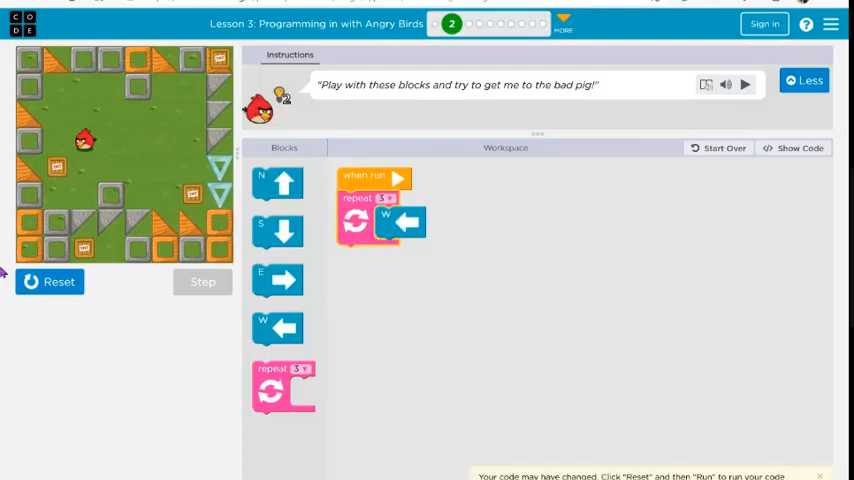 C O
D E
Lesson 3: Programming in with Angry Birds
2
MORE
Sign in
?
Instructions
2
"Play with these blocks and try to get me to the bad pig!"
Less
Blocks
Workspace
Start Over
</> Show Code
N
S
E
W
repeat 3
when run
repeat 3
W
Reset
Step
Your code may have changed. Click "Reset" and then "Run" to run your code